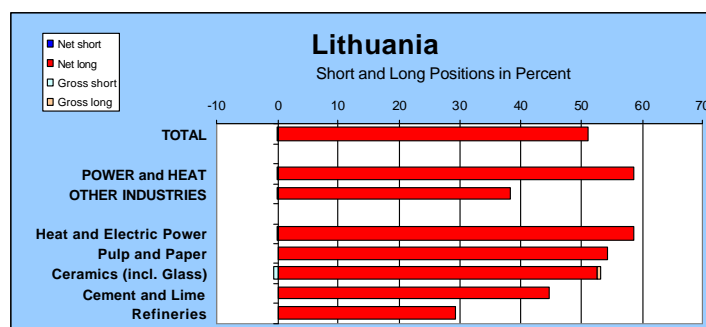 Lithuania
Short and Long Positions in Percent
Net short
Net long
Gross short
Gross long
-10 0 10 20 30 40 50 60 70
TOTAL
POWER and HEAT
OTHER INDUSTRIES
Heat and Electric Power
Pulp and Paper
Ceramics (incl. Glass)
Cement and Lime
Refineries